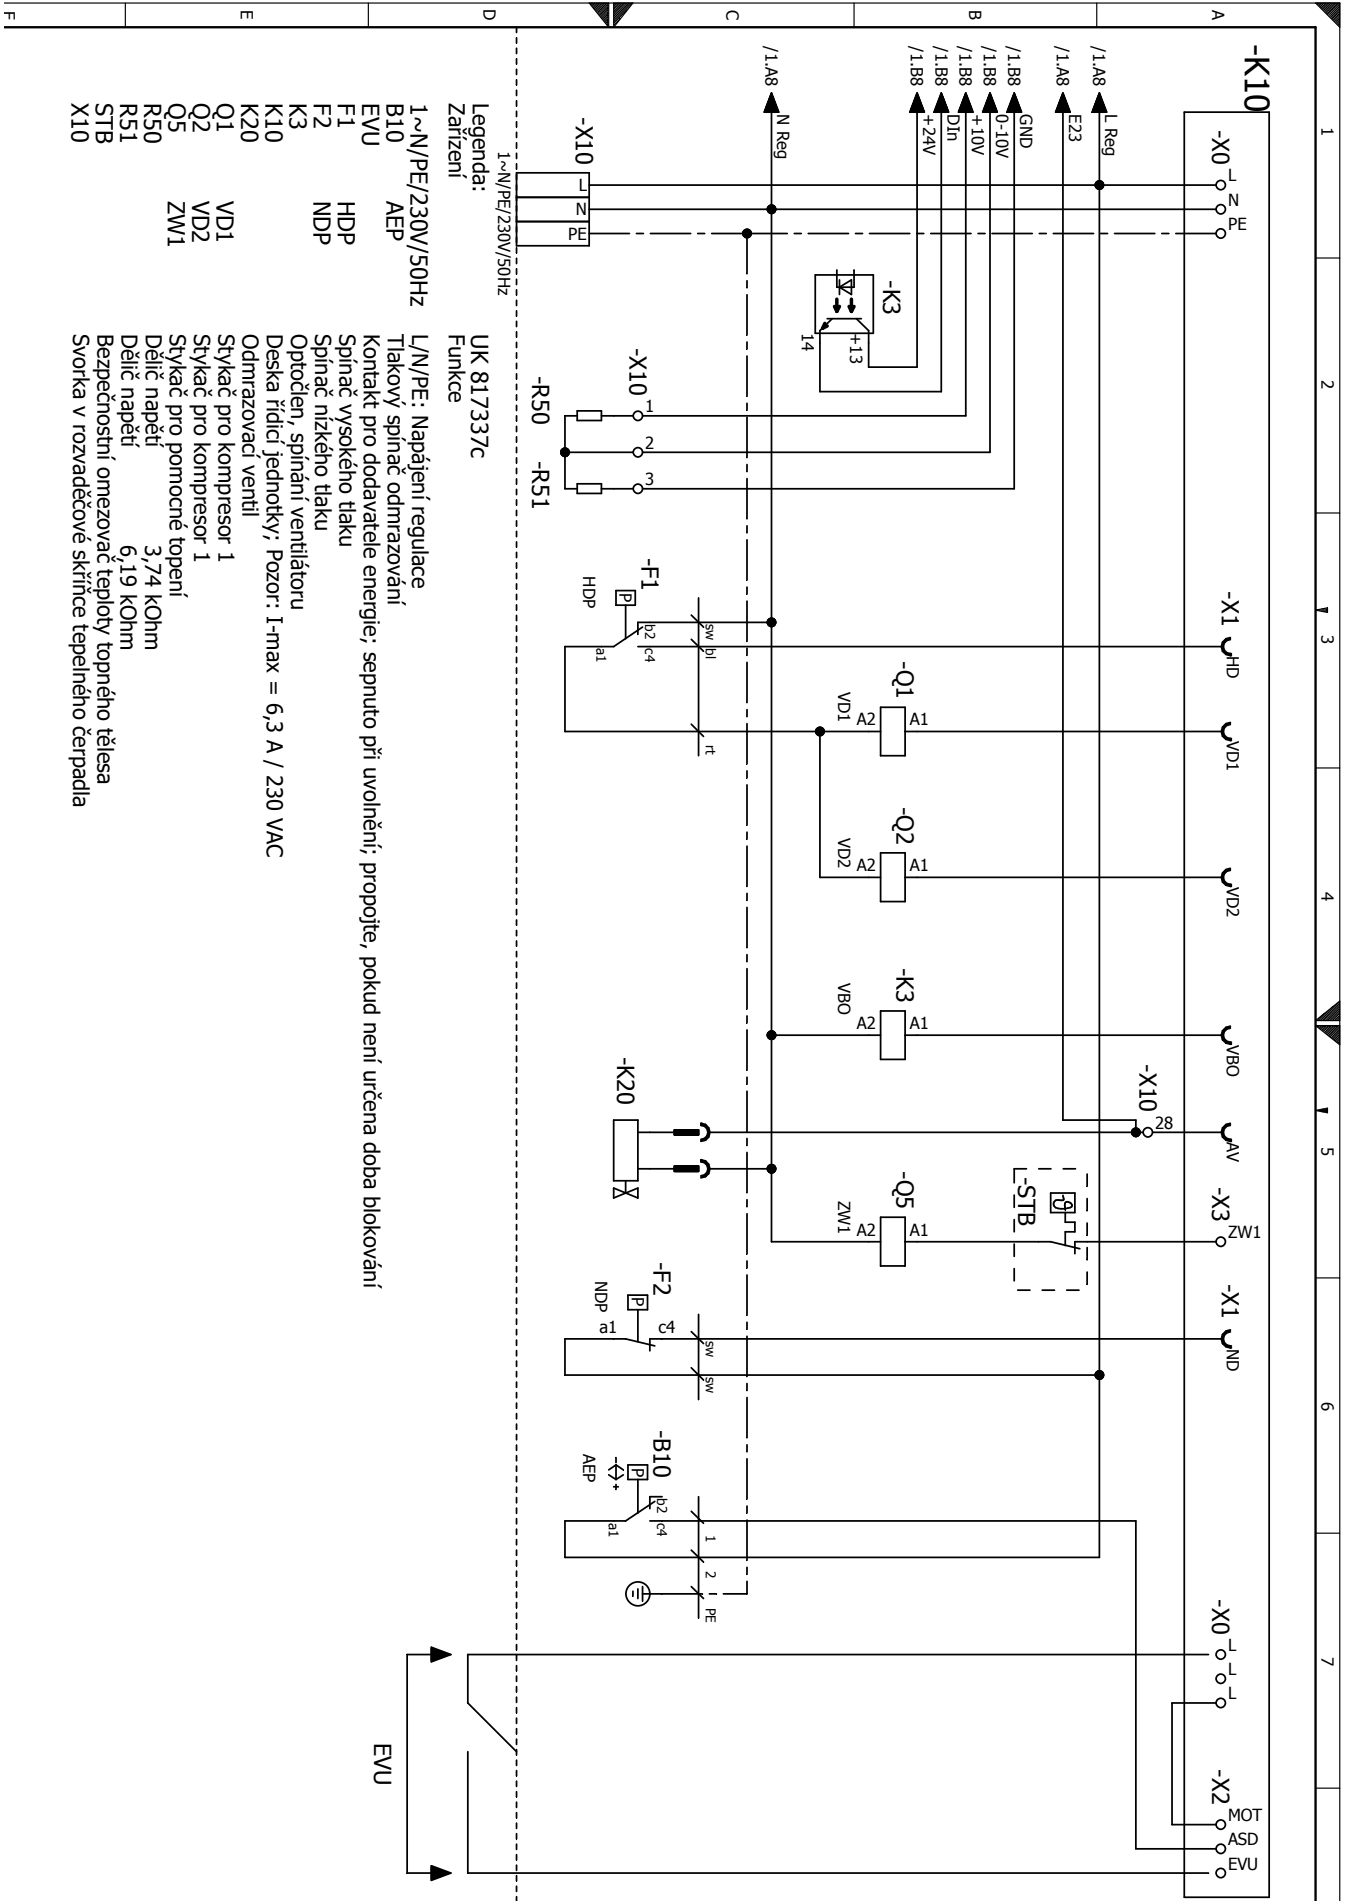 1 2 3 4 5 6 7
A
B
C
D
E
F
-K10
-X0
L
N
PE
-X1
HD
VD1
VD2
VBO
AV
-X3
ZW1
-X1
ND
-X0
L
L
L
-X2
MOT
ASD
EVU
/1.A8
L Reg
/1.A8
E23
/1.B8
GND
/1.B8
0-10V
/1.B8
+10V
/1.B8
DIn
/1.B8
+24V
/1.A8
N Reg
-X10
28
-STB
ϑ
-K3
+13
14
-Q1
VD1
A2
A1
-Q2
VD2
A2
A1
-K3
VBO
A2
A1
-Q5
ZW1
A2
A1
-X10
L
N
PE
1~N/PE/230V/50Hz
-X10
1
2
3
-R50
-R51
-F1
P
HDP
b2
c4
a1
sw
bl
rt
-K20
-F2
P
NDP
a1
c4
sw
sw
-B10
P
AEP
b2
c4
a1
1
2
PE
EVU
Legenda: UK 817337c
Zařízení Funkce
1~N/PE/230V/50Hz L/N/PE: Napájení regulace
B10 AEP Tlakový spínač odmrazování
EVU Kontakt pro dodavatele energie; sepnuto při uvolnění; propojte, pokud není určena doba blokování
F1 HDP Spínač vysokého tlaku
F2 NDP Spínač nízkého tlaku
K3 Optočlen, spínání ventilátoru
K10 Deska řídicí jednotky; Pozor: I-max = 6,3 A / 230 VAC
K20 Odmrazovací ventil
Q1 VD1 Stykač pro kompresor 1
Q2 VD2 Stykač pro kompresor 1
Q5 ZW1 Stykač pro pomocné topení
R50 Dělič napětí 3,74 kOhm
R51 Dělič napětí 6,19 kOhm
STB Bezpečnostní omezovač teploty topného tělesa
X10 Svorka v rozvaděčové skříňce tepelného čerpadla